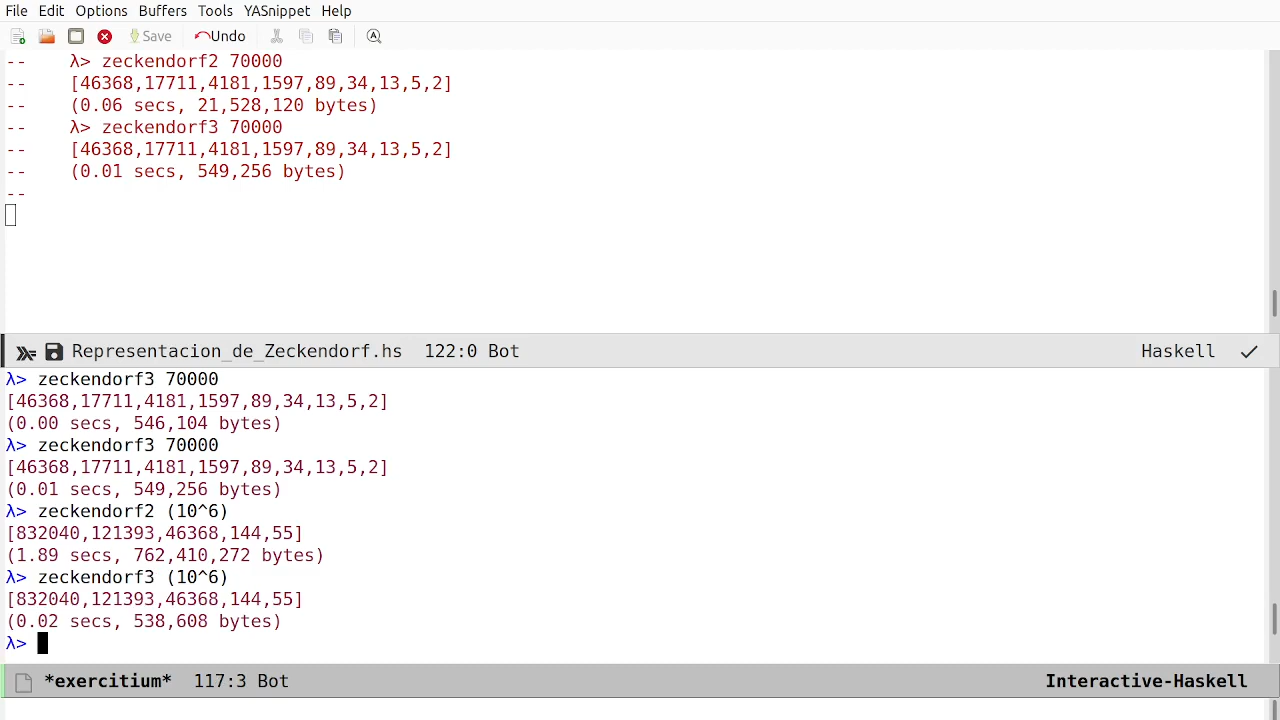 File Edit Options Buffers Tools YASnippet Help
Save Undo
-- λ> zeckendorf2 70000
-- [46368,17711,4181,1597,89,34,13,5,2]
-- (0.06 secs, 21,528,120 bytes)
-- λ> zeckendorf3 70000
-- [46368,17711,4181,1597,89,34,13,5,2]
-- (0.01 secs, 549,256 bytes)
--
Representacion_de_Zeckendorf.hs 122:0 Bot Haskell
λ> zeckendorf3 70000
[46368,17711,4181,1597,89,34,13,5,2]
(0.00 secs, 546,104 bytes)
λ> zeckendorf3 70000
[46368,17711,4181,1597,89,34,13,5,2]
(0.01 secs, 549,256 bytes)
λ> zeckendorf2 (10^6)
[832040,121393,46368,144,55]
(1.89 secs, 762,410,272 bytes)
λ> zeckendorf3 (10^6)
[832040,121393,46368,144,55]
(0.02 secs, 538,608 bytes)
λ>
*exercitium* 117:3 Bot Interactive-Haskell